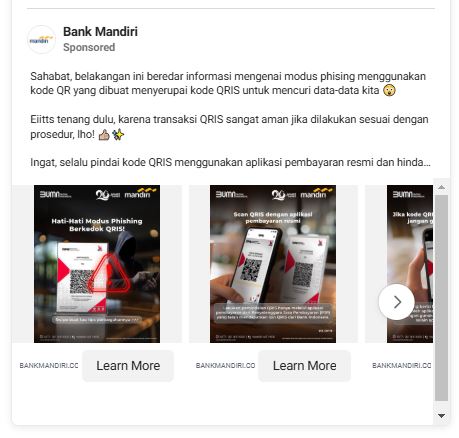 Bank Mandiri
Sponsored
mandiri
Sahabat, belakangan ini beredar informasi mengenai modus phising menggunakan
kode QR yang dibuat menyerupai kode QRIS untuk mencuri data-data kita 😯
Eiitts tenang dulu, karena transaksi QRIS sangat aman jika dilakukan sesuai dengan
prosedur, lho! 👍✨
Ingat, selalu pindai kode QRIS menggunakan aplikasi pembayaran resmi dan hinda...
BUMN
mandiri
Hati-Hati Modus Phishing
Berkedok QRIS!
BUMN
mandiri
Scan QRIS dengan aplikasi
pembayaran resmi
BUMN
Jika kode QR
jangan g
BANKMANDIRI.CO
Learn More
BANKMANDIRI.CO
Learn More
BANKMANDIRI.CO